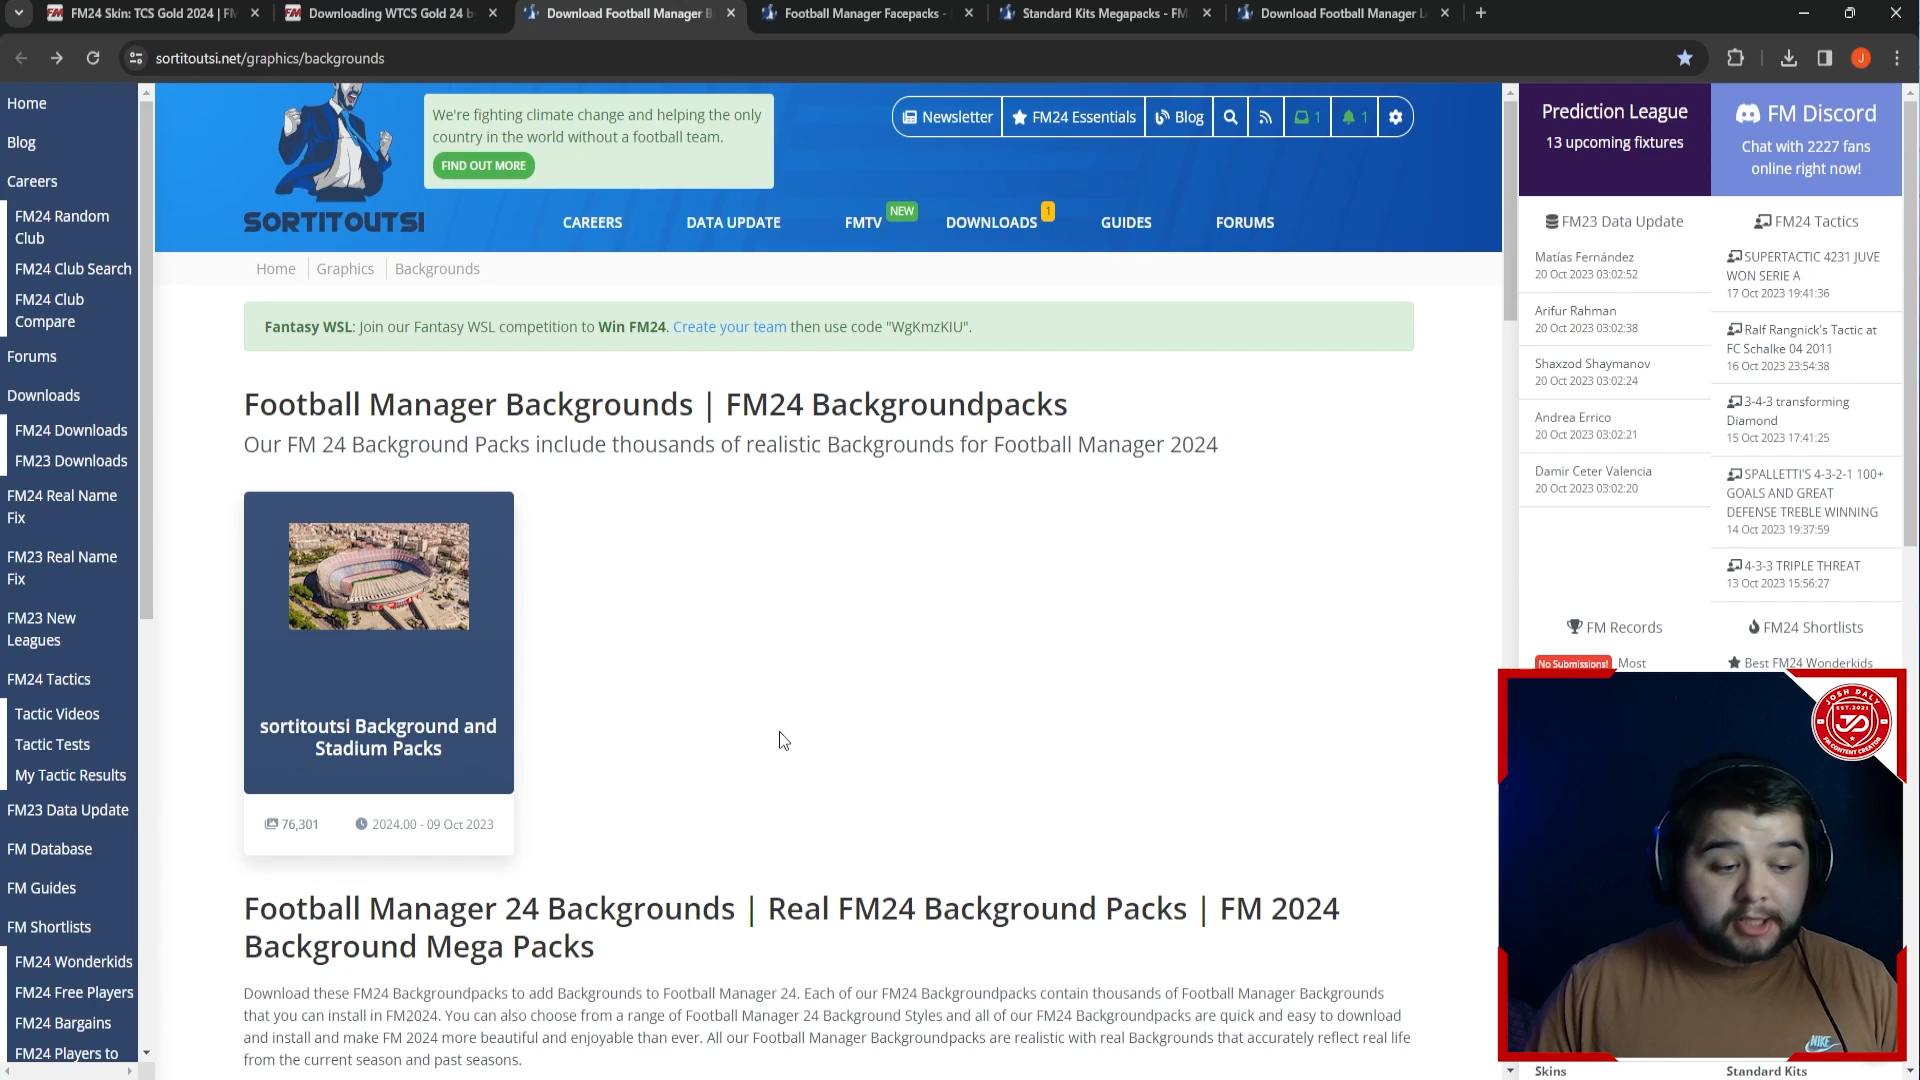 FM24 Skin: TCS Gold 2024 | FM
Downloading WTCS Gold 24 b
Download Football Manager B
Football Manager Facepacks -
Standard Kits Megapacks - FM
Download Football Manager L
sortitoutsi.net/graphics/backgrounds
J
Home
Blog
Careers
FM24 Random
Club
FM24 Club Search
FM24 Club
Compare
Forums
Downloads
FM24 Downloads
FM23 Downloads
FM24 Real Name
Fix
FM23 Real Name
Fix
FM23 New
Leagues
FM24 Tactics
Tactic Videos
Tactic Tests
My Tactic Results
FM23 Data Update
FM Database
FM Guides
FM Shortlists
FM24 Wonderkids
FM24 Free Players
FM24 Bargains
FM24 Players to
SORTITOUTSI
We're fighting climate change and helping the only
country in the world without a football team.
FIND OUT MORE
Newsletter
FM24 Essentials
Blog
1
1
CAREERS
DATA UPDATE
FMTV
NEW
DOWNLOADS
1
GUIDES
FORUMS
Home
Graphics
Backgrounds
Fantasy WSL: Join our Fantasy WSL competition to Win FM24. Create your team then use code "WgKmzKIU".
Football Manager Backgrounds | FM24 Backgroundpacks
Our FM 24 Background Packs include thousands of realistic Backgrounds for Football Manager 2024
sortitoutsi Background and
Stadium Packs
76,301
2024.00 - 09 Oct 2023
Football Manager 24 Backgrounds | Real FM24 Background Packs | FM 2024
Background Mega Packs
Download these FM24 Backgroundpacks to add Backgrounds to Football Manager 24. Each of our FM24 Backgroundpacks contain thousands of Football Manager Backgrounds
that you can install in FM2024. You can also choose from a range of Football Manager 24 Background Styles and all of our FM24 Backgroundpacks are quick and easy to download
and install and make FM 2024 more beautiful and enjoyable than ever. All our Football Manager Backgroundpacks are realistic with real Backgrounds that accurately reflect real life
from the current season and past seasons.
Prediction League
13 upcoming fixtures
FM Discord
Chat with 2227 fans
online right now!
FM23 Data Update
Matías Fernández
20 Oct 2023 03:02:52
Arifur Rahman
20 Oct 2023 03:02:38
Shaxzod Shaymanov
20 Oct 2023 03:02:24
Andrea Errico
20 Oct 2023 03:02:21
Damir Ceter Valencia
20 Oct 2023 03:02:20
FM24 Tactics
SUPERTACTIC 4231 JUVE
WON SERIE A
17 Oct 2023 19:41:36
Ralf Rangnick's Tactic at
FC Schalke 04 2011
16 Oct 2023 23:54:38
3-4-3 transforming
Diamond
15 Oct 2023 17:41:25
SPALLETTI'S 4-3-2-1 100+
GOALS AND GREAT
DEFENSE TREBLE WINNING
14 Oct 2023 19:37:59
4-3-3 TRIPLE THREAT
13 Oct 2023 15:56:27
FM Records
No Submissions! Most
FM24 Shortlists
Best FM24 Wonderkids
JOSH DALY
EST.2021
JD
FM CONTENT CREATOR
NIKE
Skins
Standard Kits